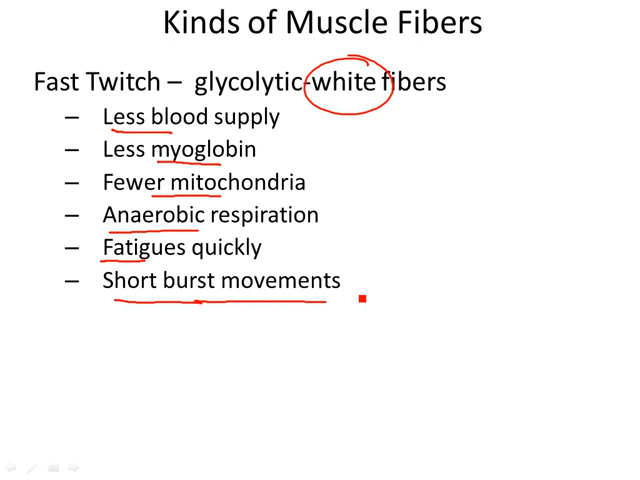 Kinds of Muscle Fibers
Fast Twitch – glycolytic-white fibers
– Less blood supply
– Less myoglobin
– Fewer mitochondria
– Anaerobic respiration
– Fatigues quickly
– Short burst movements